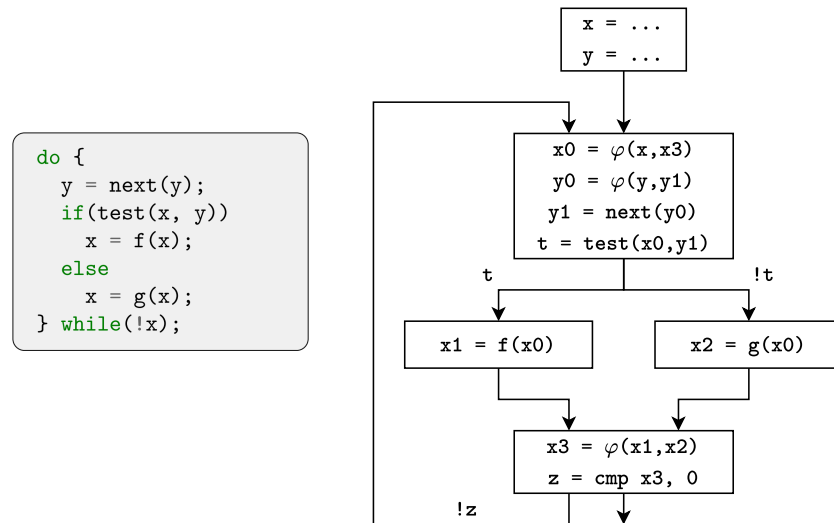 do {
  y = next(y);
  if(test(x, y))
    x = f(x);
  else
    x = g(x);
} while(!x);
x = ...
y = ...
x0 = φ(x,x3)
y0 = φ(y,y1)
y1 = next(y0)
t = test(x0,y1)
t
!t
x1 = f(x0)
x2 = g(x0)
x3 = φ(x1,x2)
z = cmp x3, 0
!z